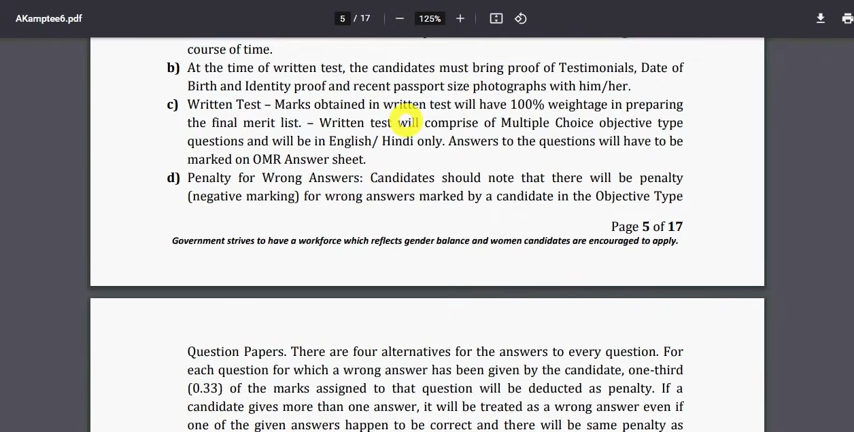 AKamptee6.pdf
5 / 17
125%
course of time.
b) At the time of written test, the candidates must bring proof of Testimonials, Date of
Birth and Identity proof and recent passport size photographs with him/her.
c) Written Test – Marks obtained in written test will have 100% weightage in preparing
the final merit list. – Written test will comprise of Multiple Choice objective type
questions and will be in English/ Hindi only. Answers to the questions will have to be
marked on OMR Answer sheet.
d) Penalty for Wrong Answers: Candidates should note that there will be penalty
(negative marking) for wrong answers marked by a candidate in the Objective Type
Page 5 of 17
Government strives to have a workforce which reflects gender balance and women candidates are encouraged to apply.
Question Papers. There are four alternatives for the answers to every question. For
each question for which a wrong answer has been given by the candidate, one-third
(0.33) of the marks assigned to that question will be deducted as penalty. If a
candidate gives more than one answer, it will be treated as a wrong answer even if
one of the given answers happen to be correct and there will be same penalty as